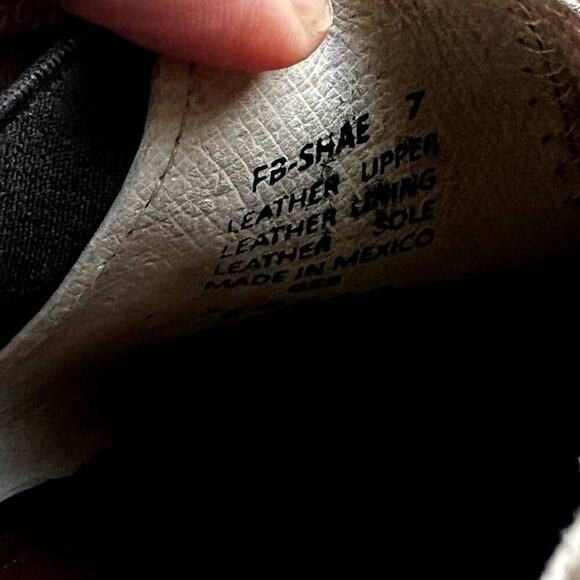 FB-SHAE 7
LEATHER UPPER
LEATHER LINING
LEATHER SOLE
MADE IN MEXICO